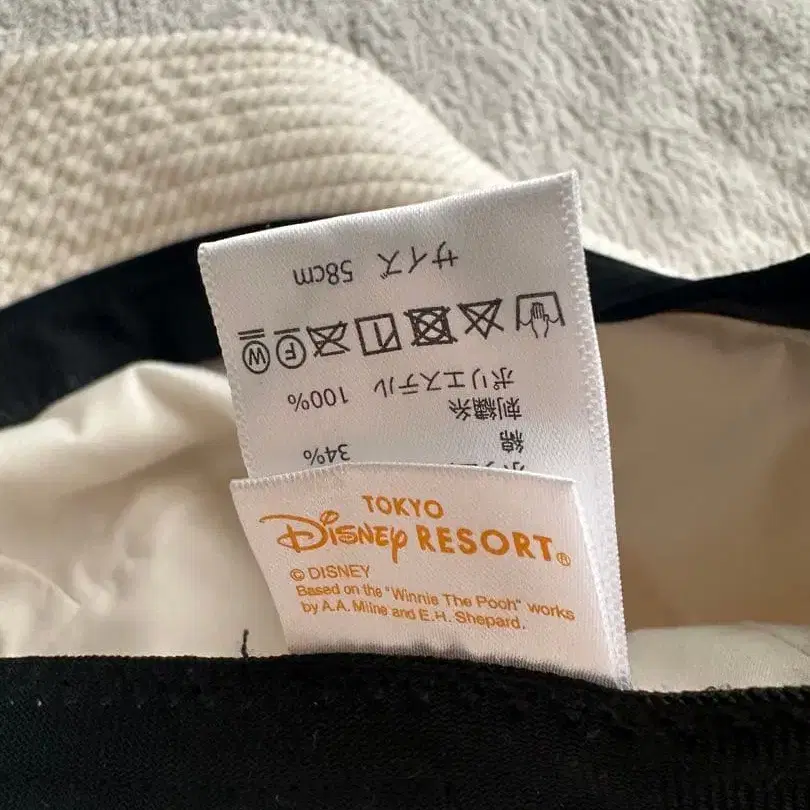 綿 34%
刺繍糸
ポリエステル 100%
F W
サイズ 58cm
TOKYO
DISNEY RESORT®
© DISNEY
Based on the "Winnie The Pooh" works
by A.A. Milne and E.H. Shepard.